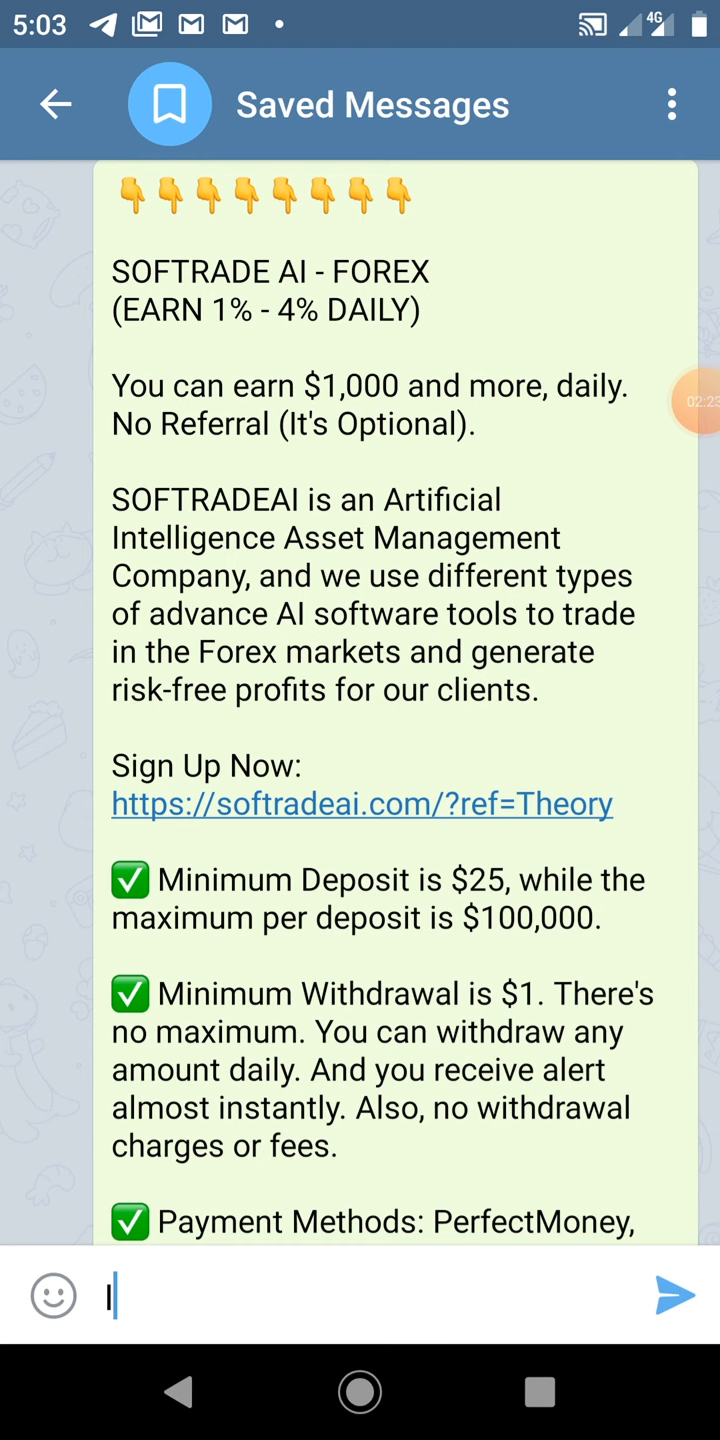 5:03
4G
Saved Messages
👇👇👇👇👇👇👇👇
SOFTRADE AI - FOREX
(EARN 1% - 4% DAILY)
You can earn $1,000 and more, daily.
No Referral (It's Optional).
02:23
SOFTRADEAI is an Artificial
Intelligence Asset Management
Company, and we use different types
of advance AI software tools to trade
in the Forex markets and generate
risk-free profits for our clients.
Sign Up Now:
https://softradeai.com/?ref=Theory
✅ Minimum Deposit is $25, while the
maximum per deposit is $100,000.
✅ Minimum Withdrawal is $1. There's
no maximum. You can withdraw any
amount daily. And you receive alert
almost instantly. Also, no withdrawal
charges or fees.
✅ Payment Methods: PerfectMoney,
I